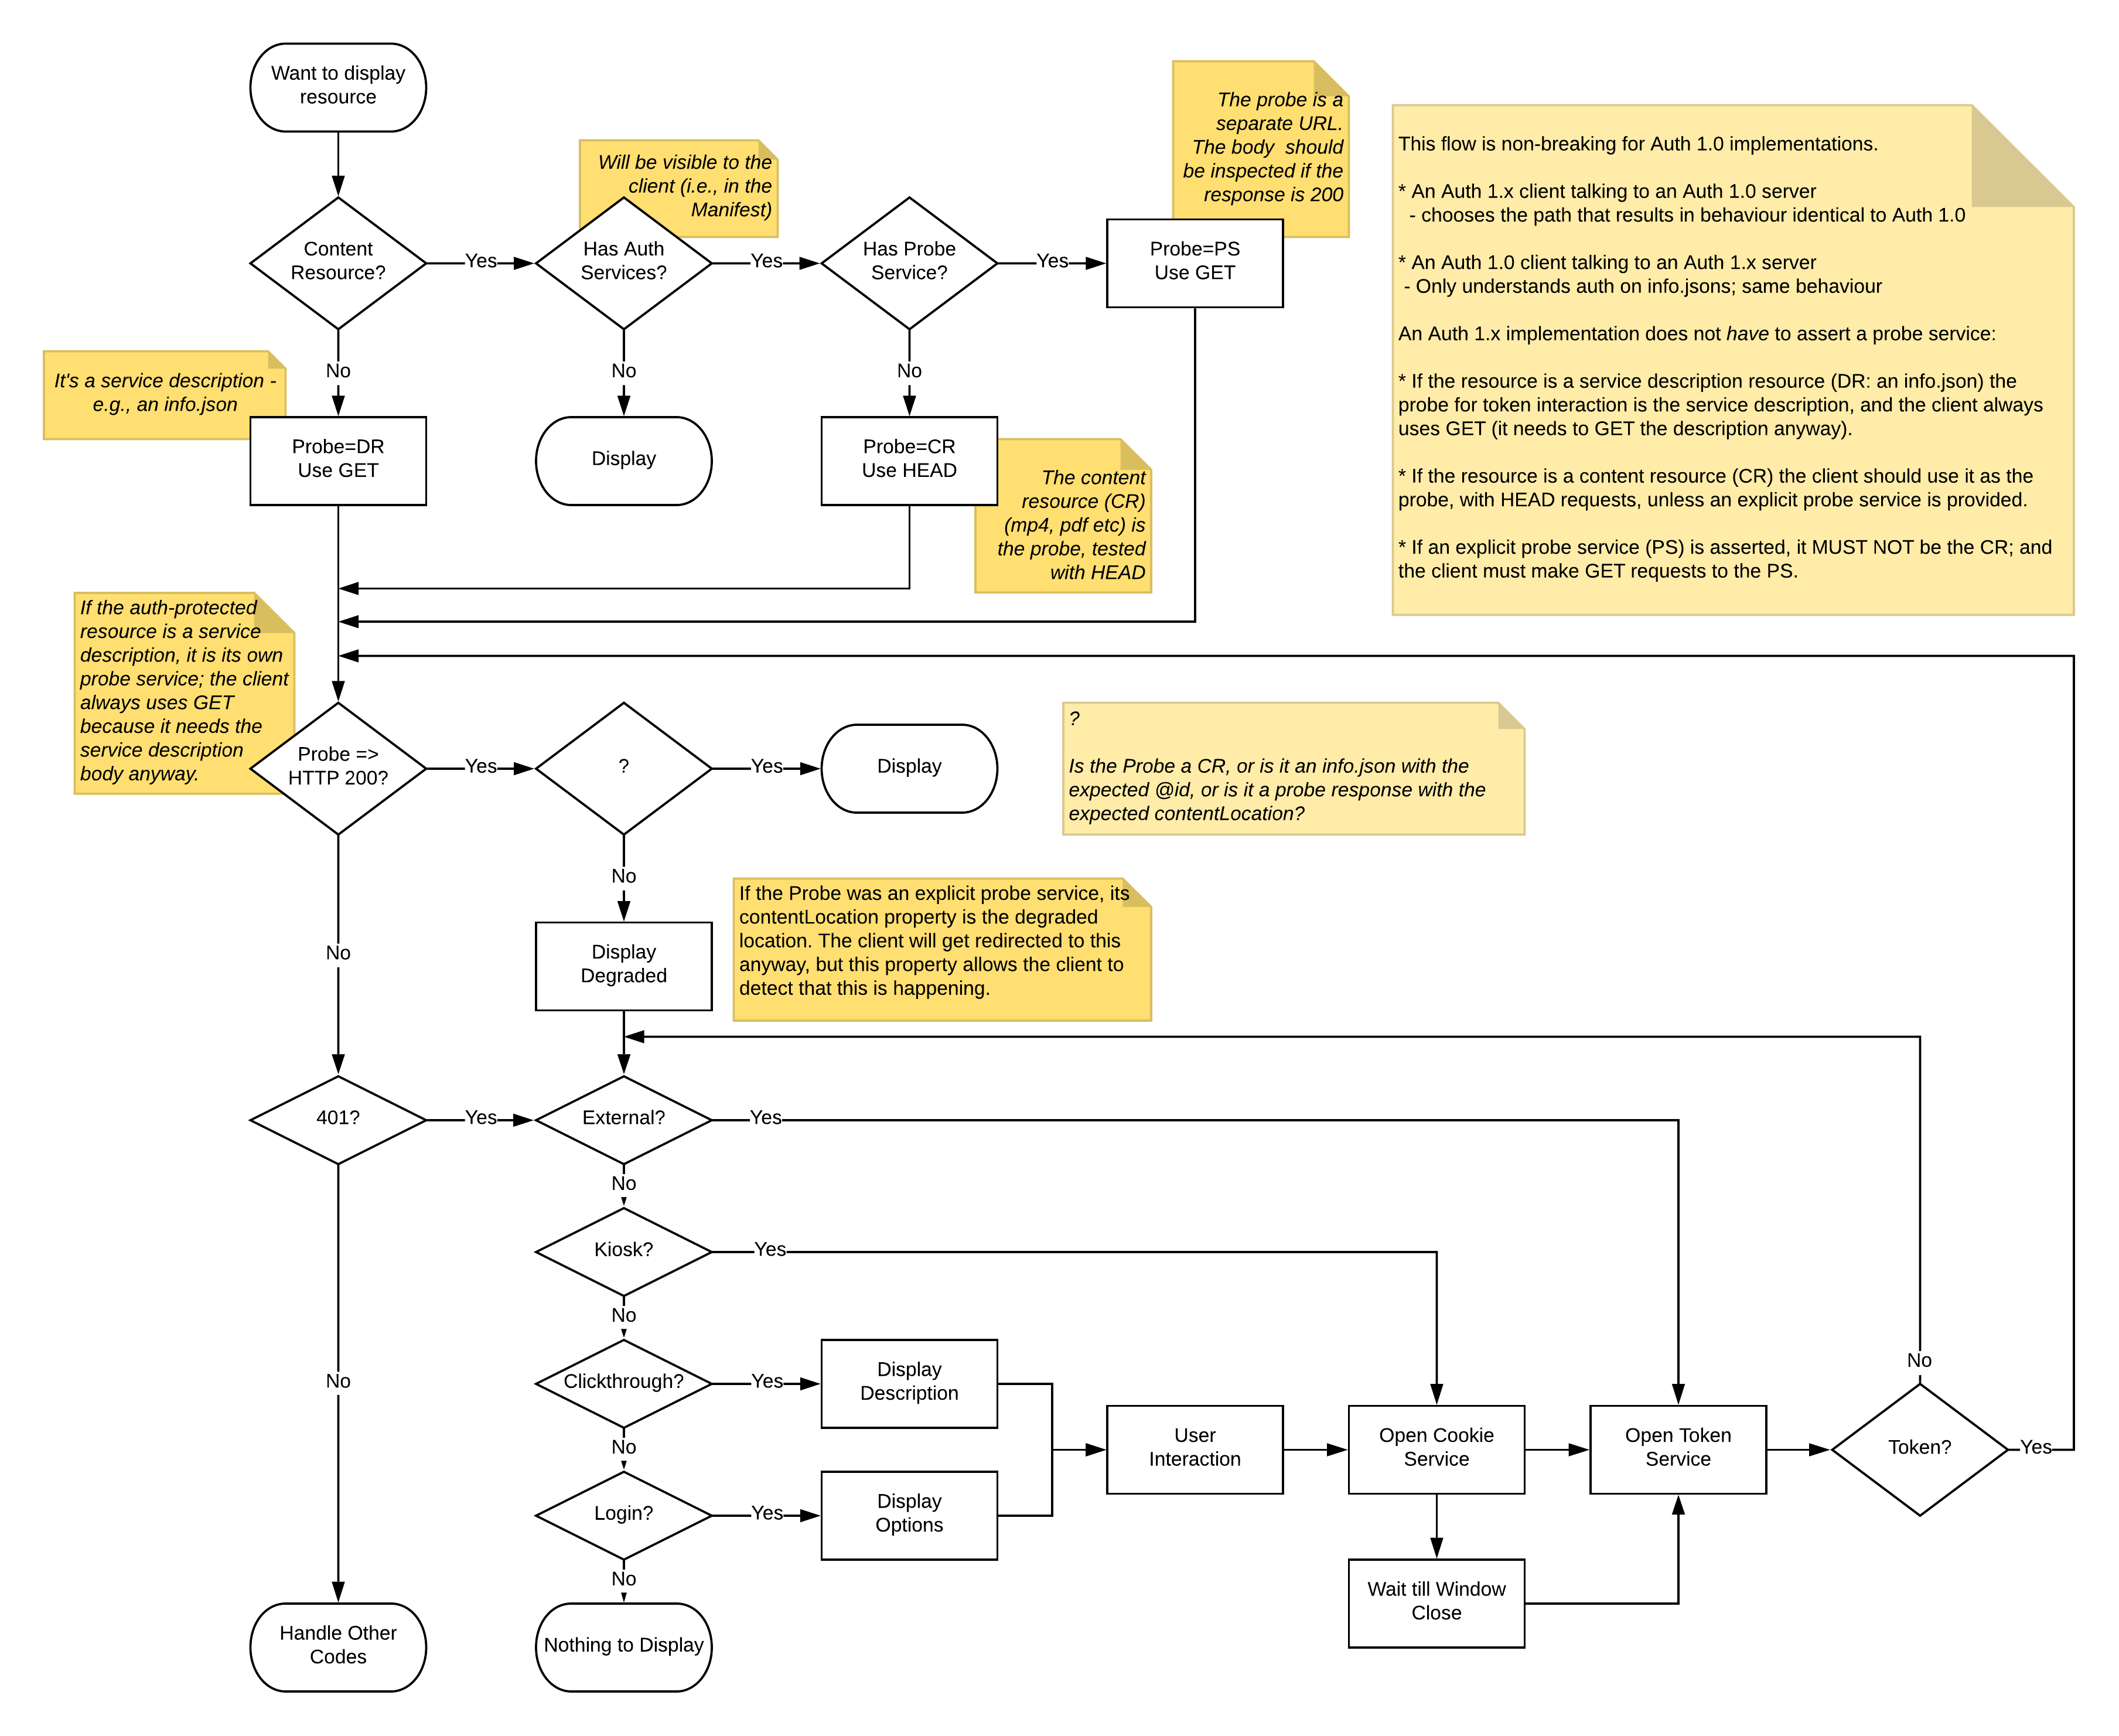 Want to display
resource
The probe is a
separate URL.
The body  should
be inspected if the
response is 200
This flow is non-breaking for Auth 1.0 implementations.
* An Auth 1.x client talking to an Auth 1.0 server
- chooses the path that results in behaviour identical to Auth 1.0
* An Auth 1.0 client talking to an Auth 1.x server
- Only understands auth on info.jsons; same behaviour
An Auth 1.x implementation does not have to assert a probe service:
* If the resource is a service description resource (DR: an info.json) the
probe for token interaction is the service description, and the client always
uses GET (it needs to GET the description anyway).
* If the resource is a content resource (CR) the client should use it as the
probe, with HEAD requests, unless an explicit probe service is provided.
* If an explicit probe service (PS) is asserted, it MUST NOT be the CR; and
the client must make GET requests to the PS.
Will be visible to the
client (i.e., in the
Manifest)
Content
Resource?
Yes
Has Auth
Services?
Yes
Has Probe
Service?
Yes
Probe=PS
Use GET
No
No
No
It's a service description -
e.g., an info.json
Probe=DR
Use GET
Display
Probe=CR
Use HEAD
The content
resource (CR)
(mp4, pdf etc) is
the probe, tested
with HEAD
If the auth-protected
resource is a service
description, it is its own
probe service; the client
always uses GET
because it needs the
service description
body anyway.
Probe =>
HTTP 200?
Yes
?
Yes
Display
?
Is the Probe a CR, or is it an info.json with the
expected @id, or is it a probe response with the
expected contentLocation?
No
No
Display
Degraded
If the Probe was an explicit probe service, its
contentLocation property is the degraded
location. The client will get redirected to this
anyway, but this property allows the client to
detect that this is happening.
401?
Yes
External?
Yes
No
Kiosk?
Yes
No
No
Clickthrough?
Yes
Display
Description
No
No
Login?
Yes
Display
Options
User
Interaction
Open Cookie
Service
Open Token
Service
Token?
Yes
No
Wait till Window
Close
Handle Other
Codes
Nothing to Display